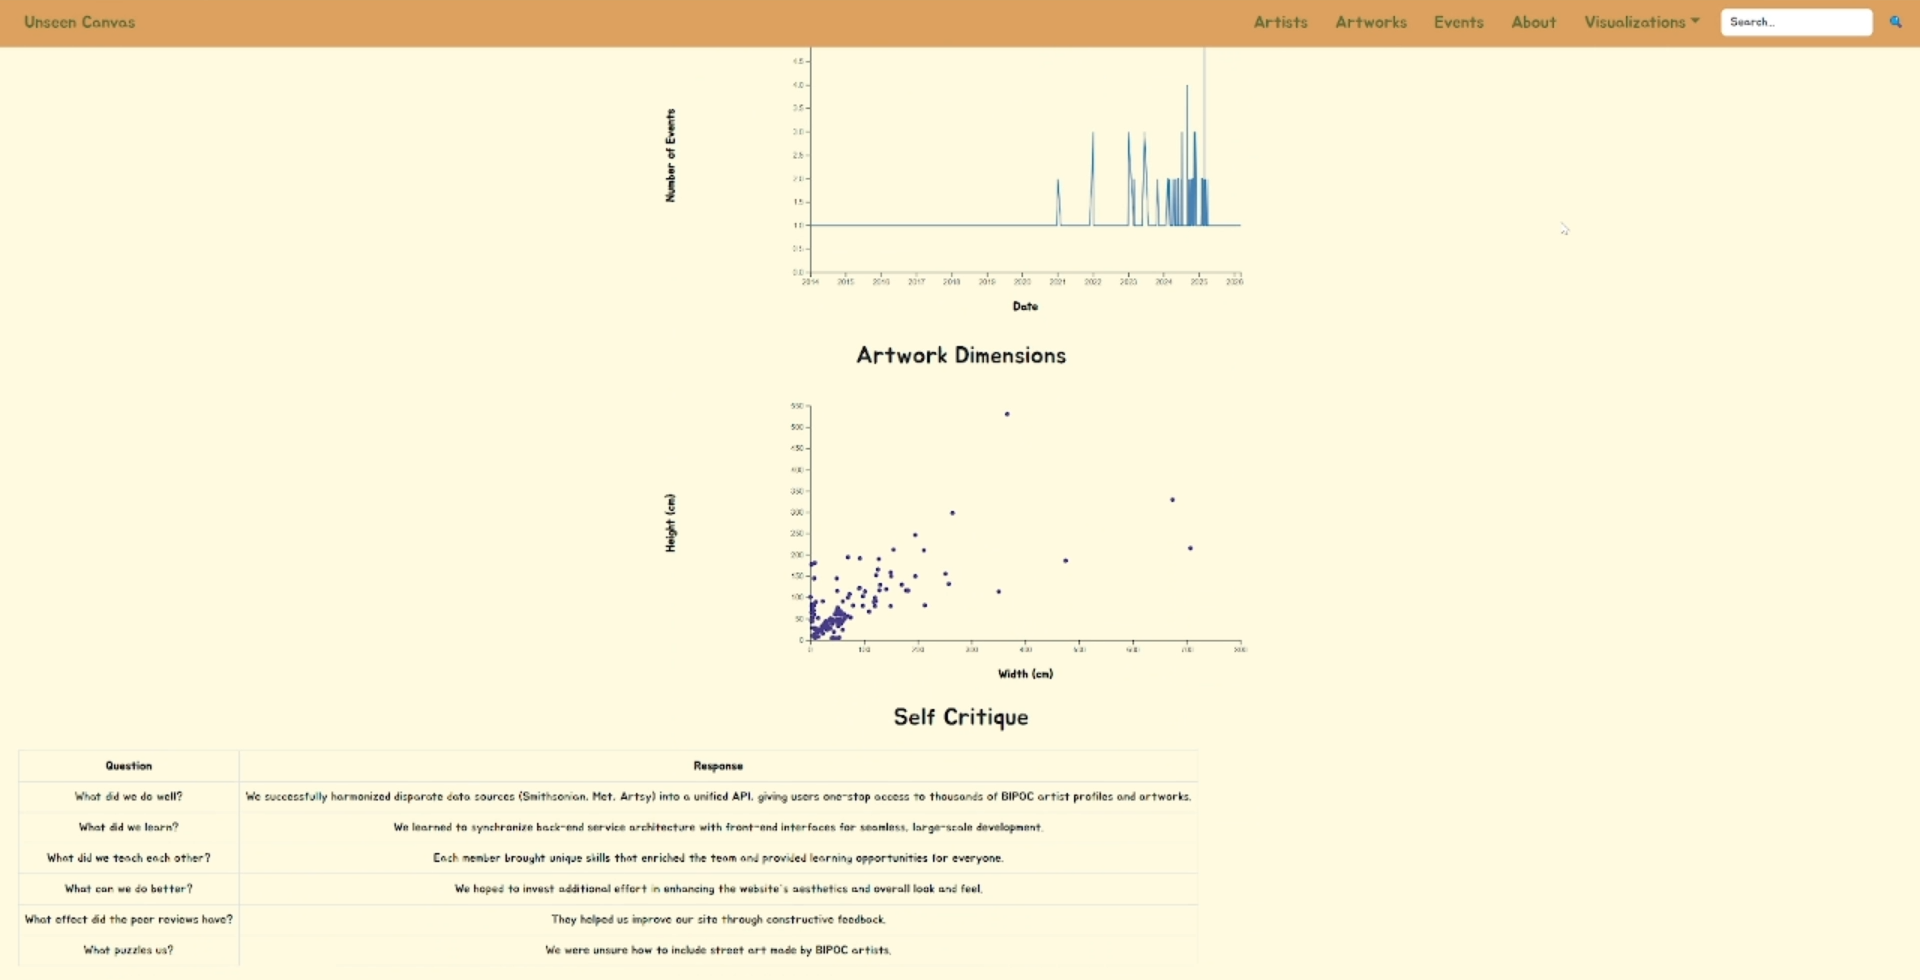 Unseen Canvas Artists Artworks Events About Visualizations Search..
4.5
4.0
3.5
3.0
2.5
2.0
1.5
1.0
0.5
0.0
Number of Events
2014 2015 2016 2017 2018 2019 2020 2021 2022 2023 2024 2025 2026
Date
Artwork Dimensions
550
500
450
400
350
300
250
200
150
100
50
0
Height (cm)
0 100 200 300 400 500 600 700 800
Width (cm)
Self Critique
Question Response
What did we do well? We successfully harmonized disparate data sources (Smithsonian, Met, Artsy) into a unified API, giving users one-stop access to thousands of BIPOC artist profiles and artworks.
What did we learn? We learned to synchronize back-end service architecture with front-end interfaces for seamless, large-scale development.
What did we teach each other? Each member brought unique skills that enriched the team and provided learning opportunities for everyone.
What can we do better? We hoped to invest additional effort in enhancing the website's aesthetics and overall look and feel.
What effect did the peer reviews have? They helped us improve our site through constructive feedback.
What puzzles us? We were unsure how to include street art made by BIPOC artists.